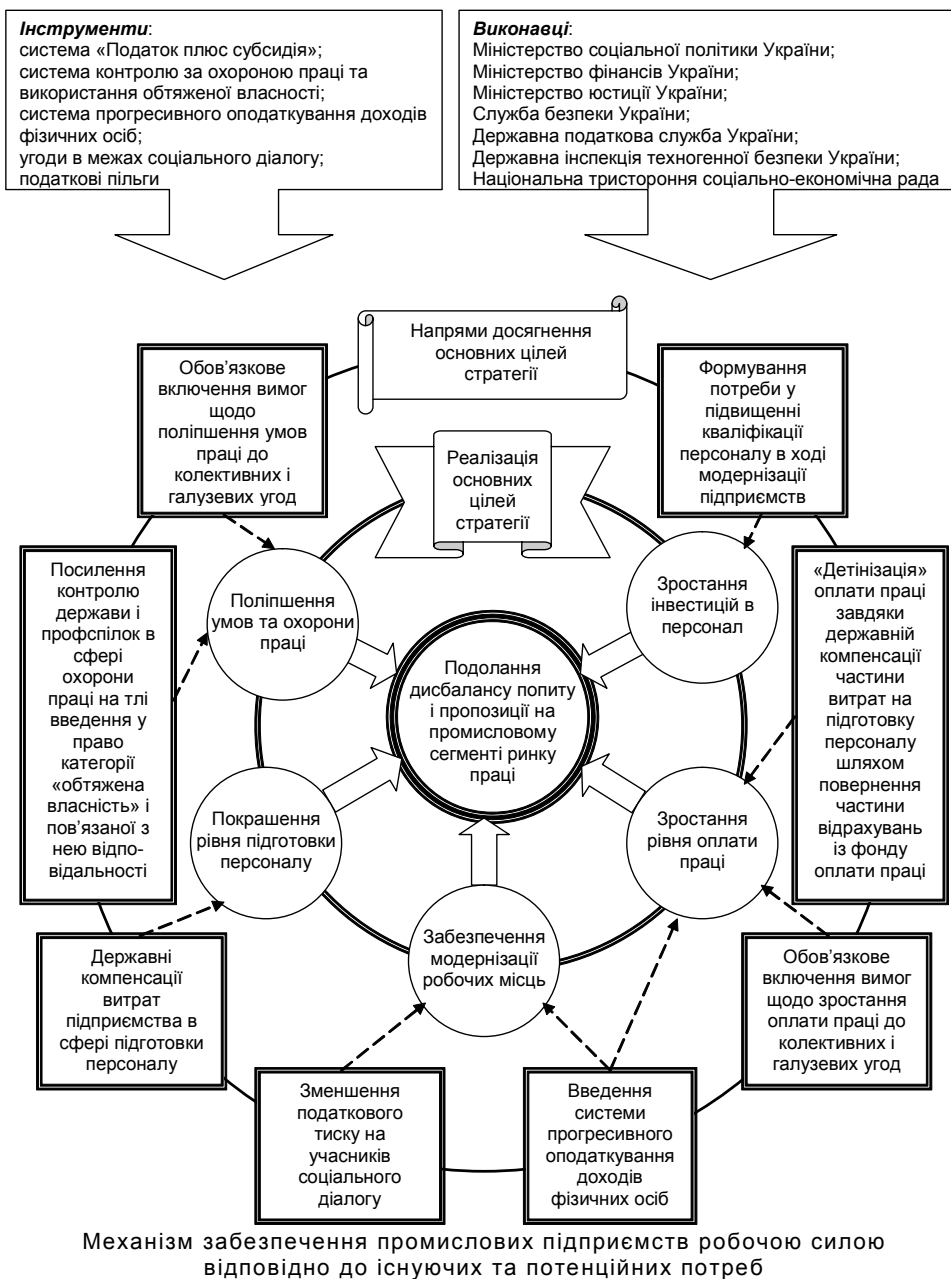 Інструменти:
система «Податок плюс субсидія»;
система контролю за охороною праці та
використання обтяженої власності;
система прогресивного оподаткування доходів
фізичних осіб;
угоди в межах соціального діалогу;
податкові пільги
Виконавці:
Міністерство соціальної політики України;
Міністерство фінансів України;
Міністерство юстиції України;
Служба безпеки України;
Державна податкова служба України;
Державна інспекція техногенної безпеки України;
Національна тристороння соціально-економічна рада
Напрями досягнення
основних цілей
стратегії
Обов’язкове
включення вимог
щодо
поліпшення умов
праці до
колективних і
галузевих угод
Формування
потреби у
підвищенні
кваліфікації
персоналу в ході
модернізації
підприємств
Реалізація
основних
цілей
стратегії
Посилення
контролю
держави і
профспілок в
сфері
охорони
праці на тлі
введення у
право
категорії
«обтяжена
власність» і
пов’язаної з
нею відпо-
відальності
Поліпшення
умов та охорони
праці
Зростання
інвестицій в
персонал
«Детінізація»
оплати праці
завдяки
державній
компенсації
частини
витрат на
підготовку
персоналу
шляхом
повернення
частини
відрахувань
із фонду
оплати праці
Подолання
дисбалансу попиту
і пропозиції на
промисловому
сегменті ринку
праці
Покрашення
рівня підготовки
персоналу
Зростання
рівня оплати
праці
Забезпечення
модернізації
робочих місць
Державні
компенсації
витрат
підприємства в
сфері підготовки
персоналу
Обов’язкове
включення вимог
щодо зростання
оплати праці до
колективних і
галузевих угод
Зменшення
податкового
тиску на
учасників
соціального
діалогу
Введення
системи
прогресивного
оподаткування
доходів
фізичних осіб
Механізм забезпечення промислових підприємств робочою силою
відповідно до існуючих та потенційних потреб